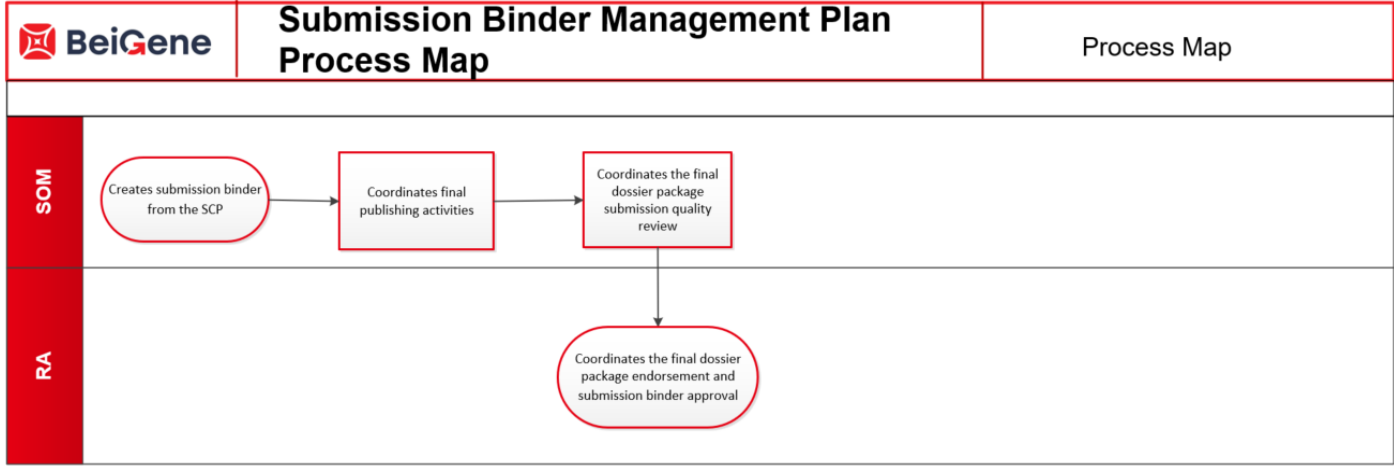 BeiGene
Submission Binder Management Plan
Process Map
Process Map
SOM
Creates submission binder
from the SCP
Coordinates final
publishing activities
Coordinates the final
dossier package
submission quality
review
RA
Coordinates the final dossier
package endorsement and
submission binder approval